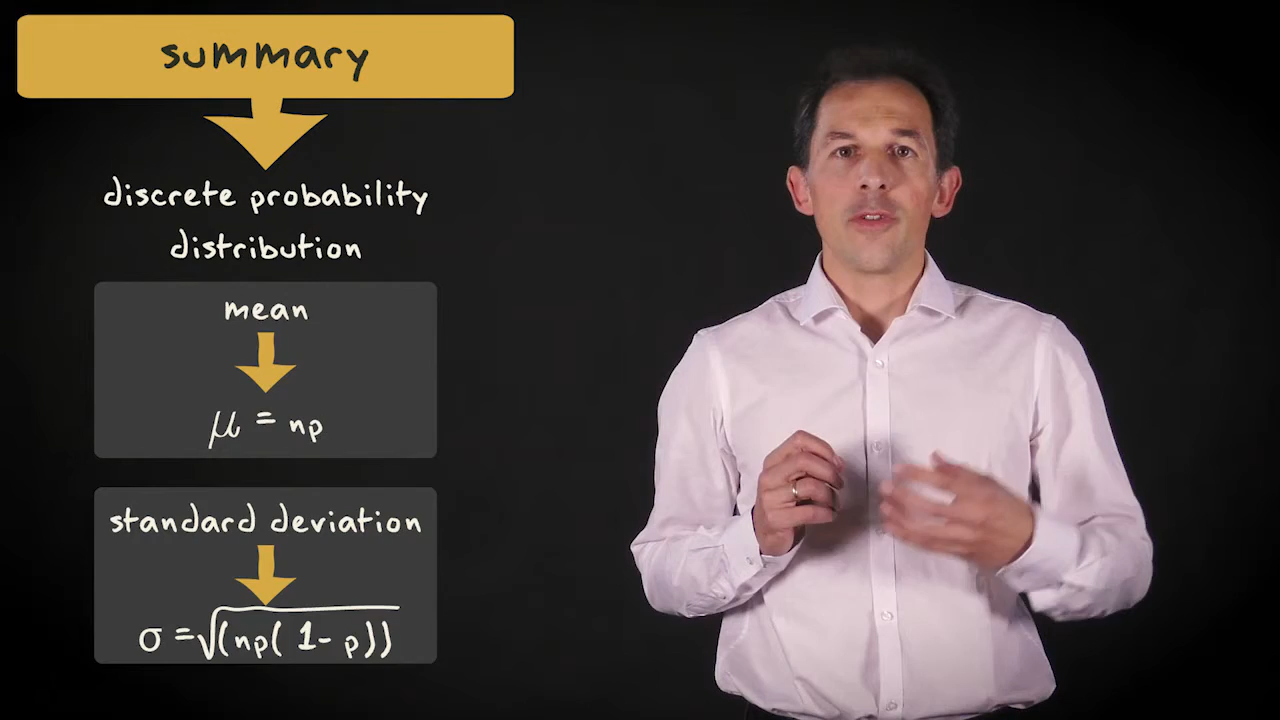 summary
discrete probability
distribution
mean
μ = np
standard deviation
σ = √(np( 1- p))